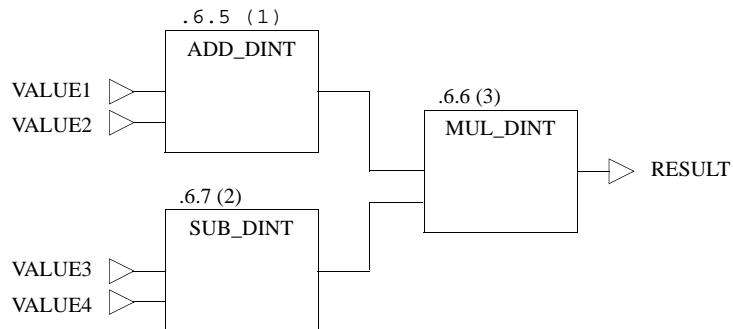 .6.5 (1)
ADD_DINT
VALUE1
VALUE2
.6.6 (3)
MUL_DINT
RESULT
.6.7 (2)
SUB_DINT
VALUE3
VALUE4